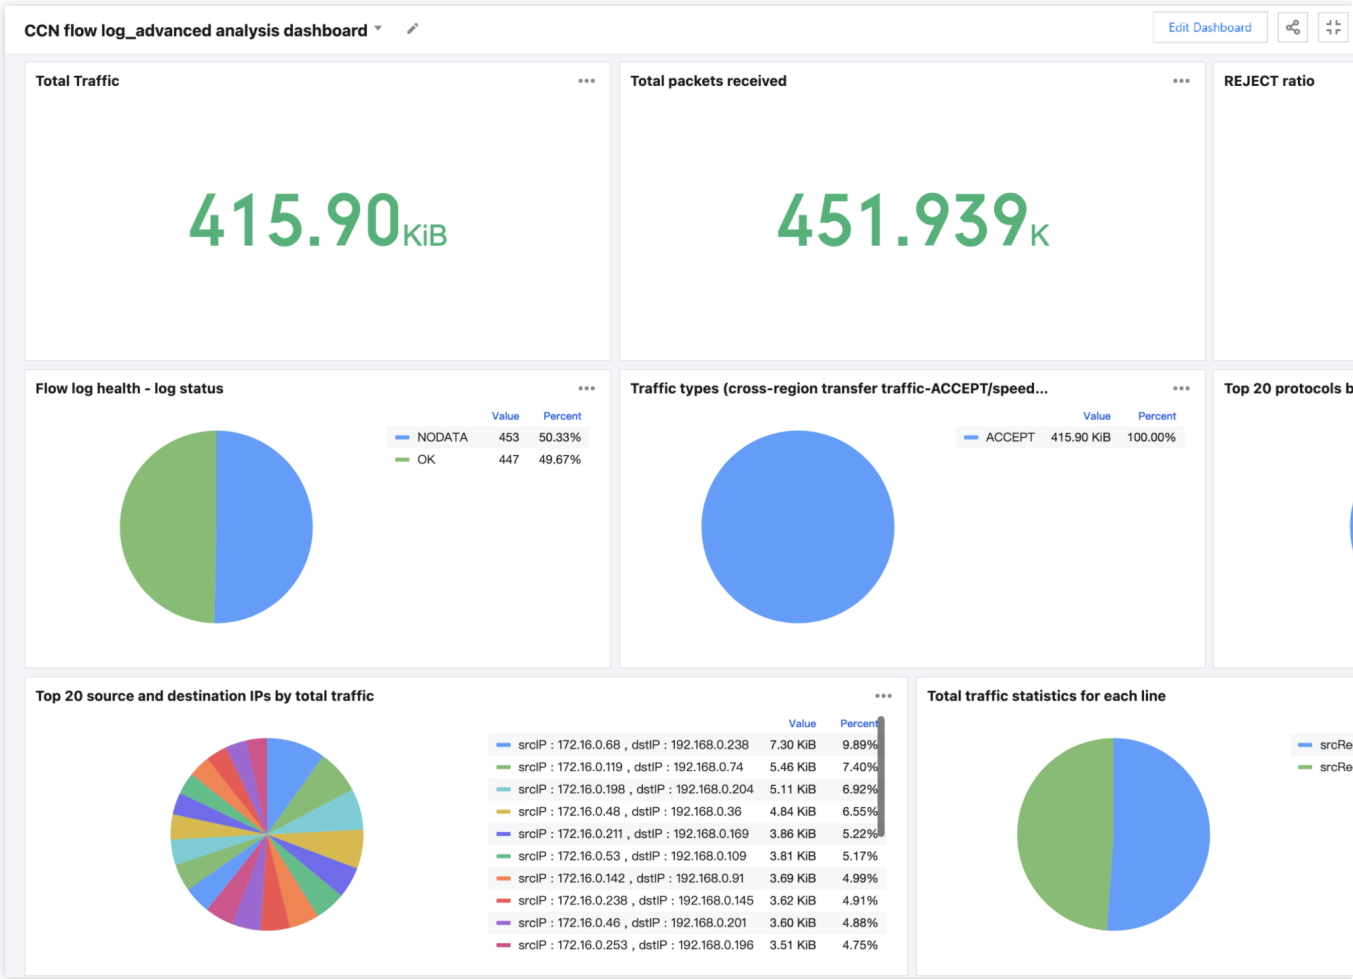 CCN flow log_advanced analysis dashboard
Edit Dashboard
Total Traffic
415.90KiB
Total packets received
451.939K
REJECT ratio
Flow log health - log status
Value Percent
NODATA 453 50.33%
OK 447 49.67%
Traffic types (cross-region transfer traffic-ACCEPT/speed...
Value Percent
ACCEPT 415.90 KiB 100.00%
Top 20 protocols b
Top 20 source and destination IPs by total traffic
Value Percent
srcIP : 172.16.0.68 , dstIP : 192.168.0.238 7.30 KiB 9.89%
srcIP : 172.16.0.119 , dstIP : 192.168.0.74 5.46 KiB 7.40%
srcIP : 172.16.0.198 , dstIP : 192.168.0.204 5.11 KiB 6.92%
srcIP : 172.16.0.48 , dstIP : 192.168.0.36 4.84 KiB 6.55%
srcIP : 172.16.0.211 , dstIP : 192.168.0.169 3.86 KiB 5.22%
srcIP : 172.16.0.53 , dstIP : 192.168.0.109 3.81 KiB 5.17%
srcIP : 172.16.0.142 , dstIP : 192.168.0.91 3.69 KiB 4.99%
srcIP : 172.16.0.238 , dstIP : 192.168.0.145 3.62 KiB 4.91%
srcIP : 172.16.0.46 , dstIP : 192.168.0.201 3.60 KiB 4.88%
srcIP : 172.16.0.253 , dstIP : 192.168.0.196 3.51 KiB 4.75%
Total traffic statistics for each line
srcRe
srcRe